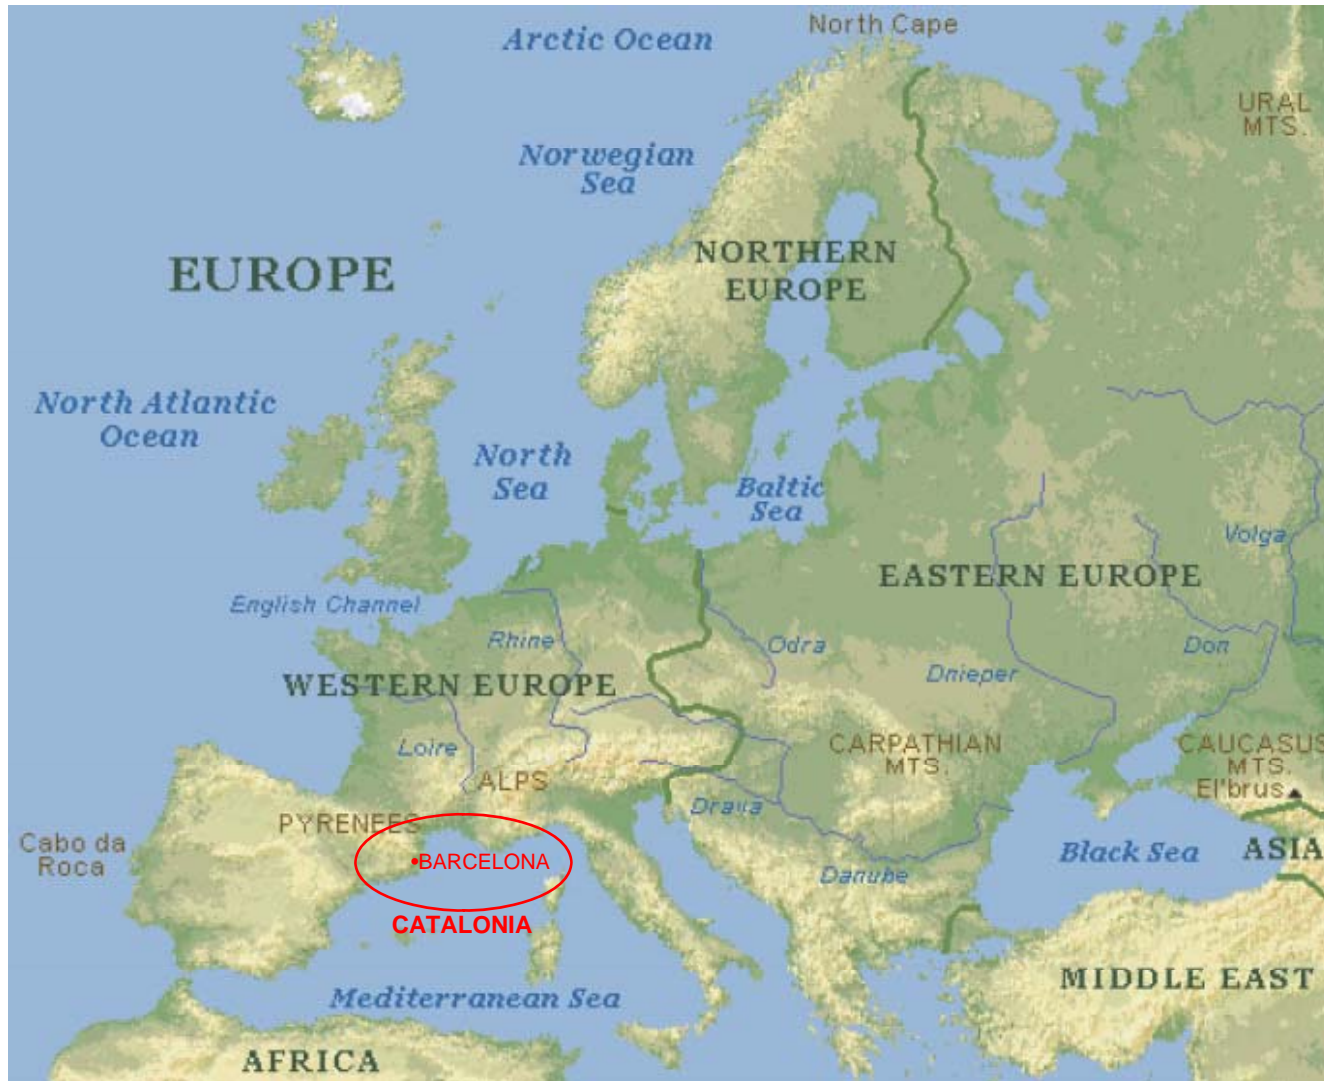 North Cape
Arctic Ocean
URAL
MTS.
Norwegian
Sea
NORTHERN
EUROPE
EUROPE
North Atlantic
Ocean
North
Sea
Baltic
Sea
Volga
EASTERN EUROPE
English Channel
Rhine
Odra
Don
Dnieper
WESTERN EUROPE
Loire
CARPATHIAN
MTS.
CAUCASUS
MTS.
El'brus
ALPS
Drava
PYRENEES
Cabo da
Roca
BARCELONA
Black Sea
ASIA
Danube
CATALONIA
Mediterranean Sea
MIDDLE EAST
AFRICA